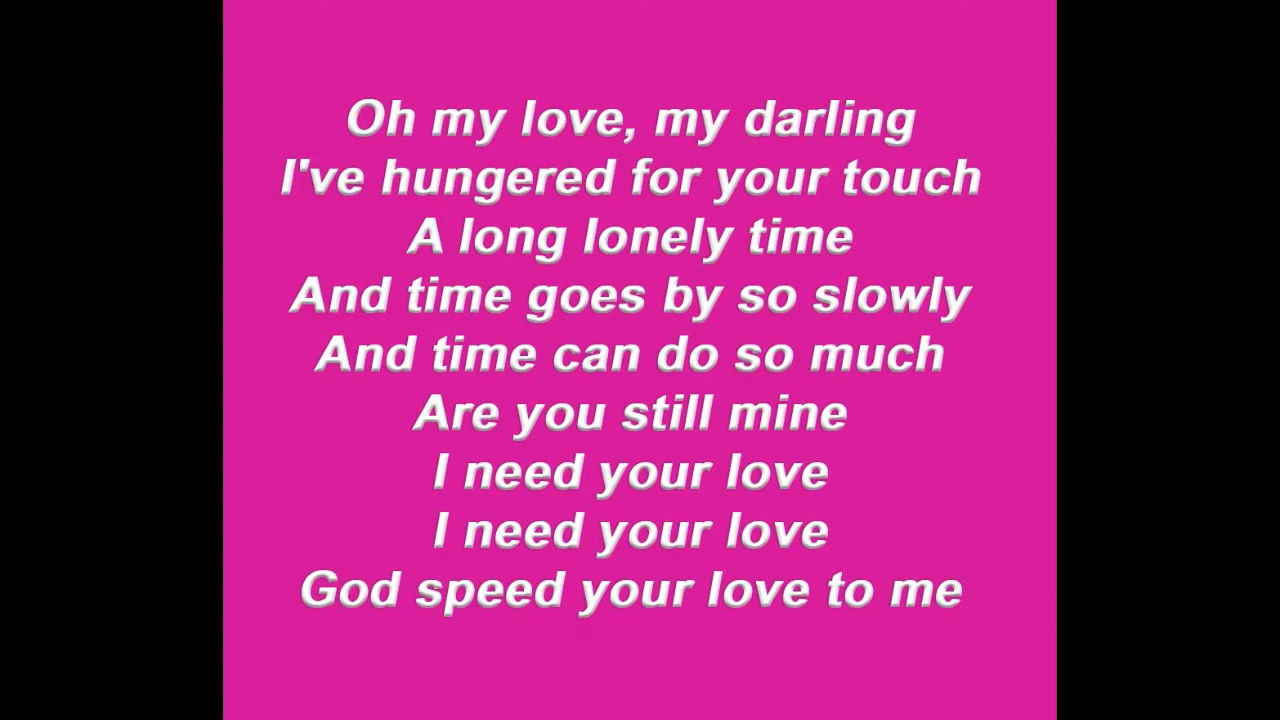 Oh my love, my darling
I've hungered for your touch
A long lonely time
And time goes by so slowly
And time can do so much
Are you still mine
I need your love
I need your love
God speed your love to me